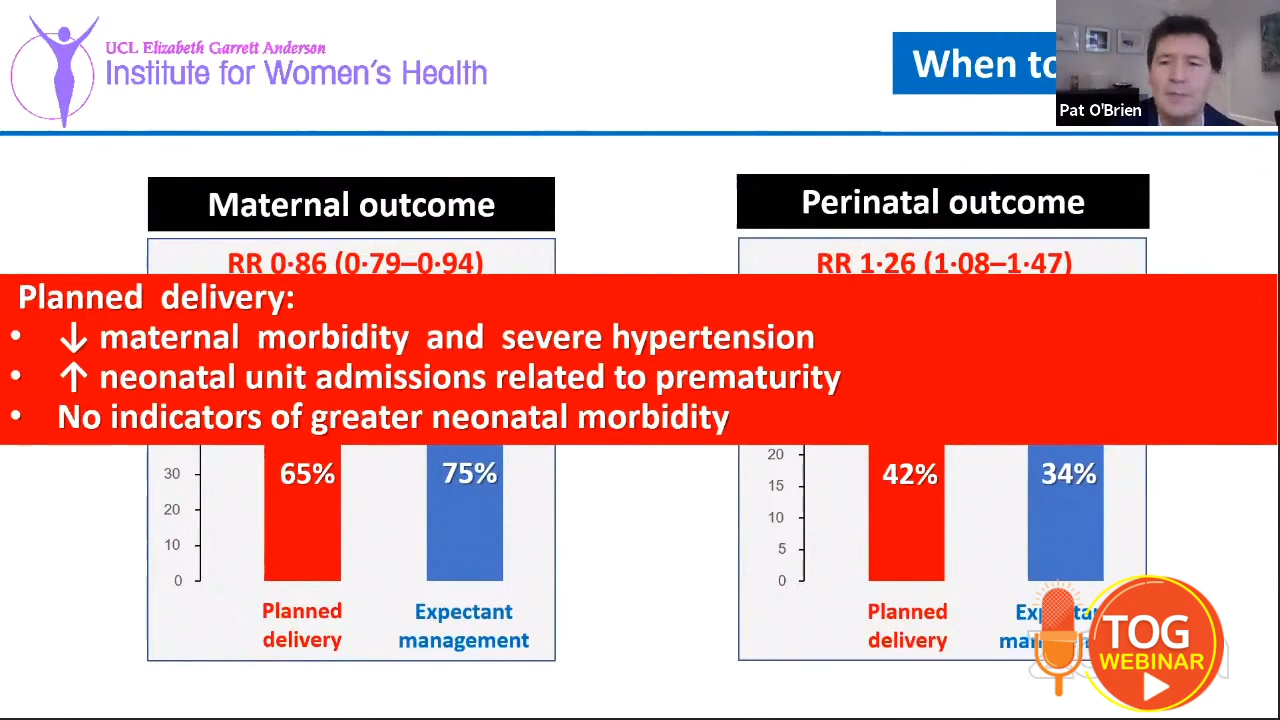 UCL Elizabeth Garrett Anderson
Institute for Women's Health
When to
Pat O'Brien
Maternal outcome
Perinatal outcome
RR 0·86 (0·79–0·94)
RR 1·26 (1·08–1·47)
Planned delivery:
• ↓ maternal morbidity and severe hypertension
• ↑ neonatal unit admissions related to prematurity
• No indicators of greater neonatal morbidity
30
20
10
0
65%
75%
Planned
delivery
Expectant
management
20
15
10
5
0
42%
34%
Planned
delivery
TOG
WEBINAR